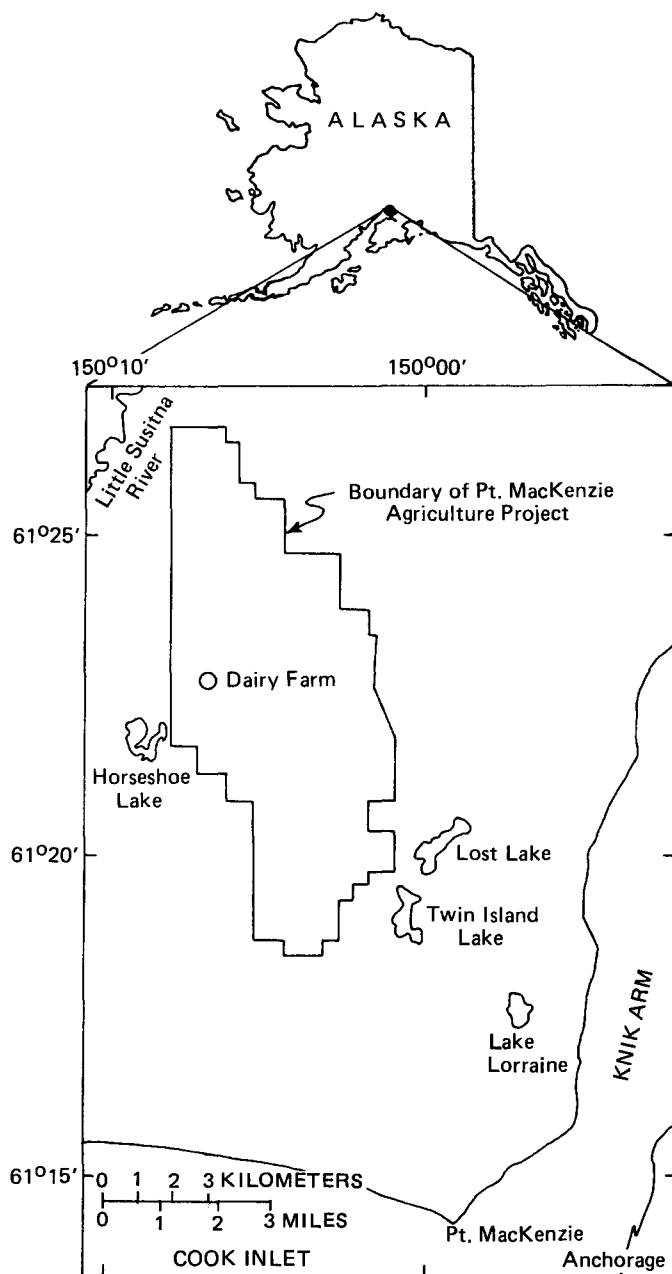 ALASKA
150°10'
150°00'
Little Susitna
River
Boundary of Pt. MacKenzie
Agriculture Project
61°25'
Dairy Farm
Horseshoe
Lake
61°20'
Lost Lake
Twin Island
Lake
Lake
Lorraine
KNIK ARM
61°15'
0 1 2 3 KILOMETERS
0 1 2 3 MILES
Pt. MacKenzie
COOK INLET
Anchorage